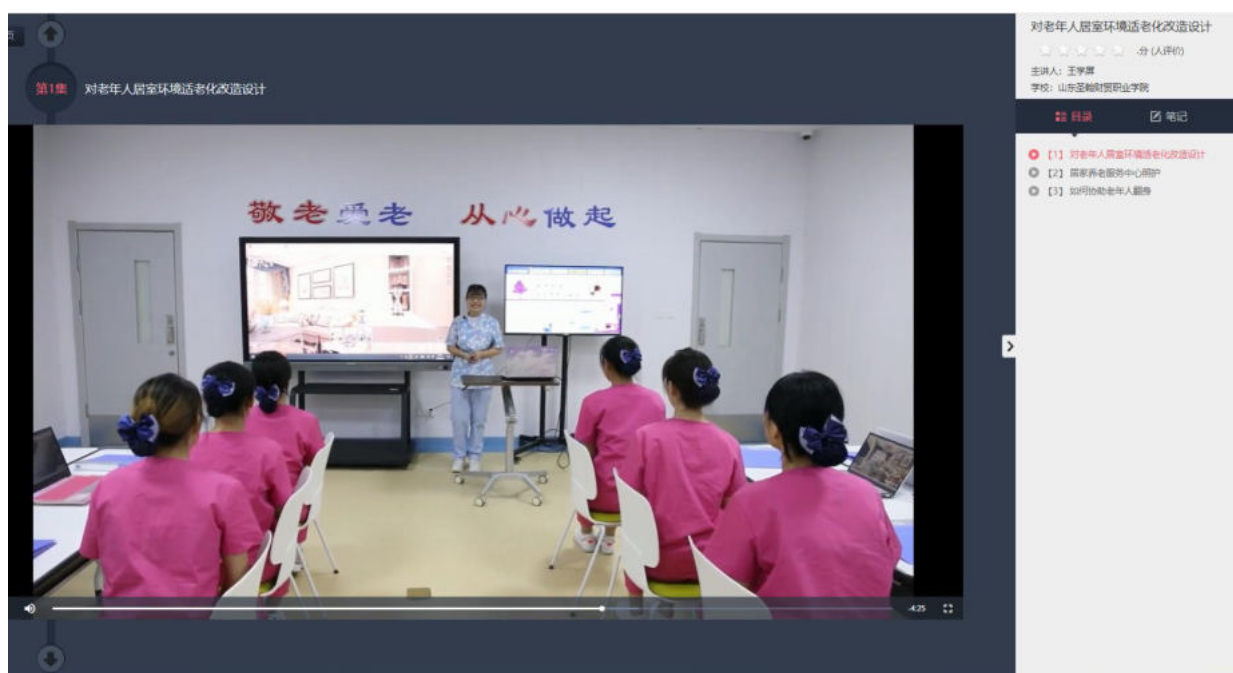 页
第1集
对老年人居室环境适老化改造设计
敬老爱老 从心做起
-4:25
对老年人居室环境适老化改造设计
-分 (人评价)
主讲人：王学屏
学校：山东圣翰财贸职业学院
目录
笔记
【1】对老年人居室环境适老化改造设计
【2】居家养老服务中心照护
【3】如何协助老年人翻身